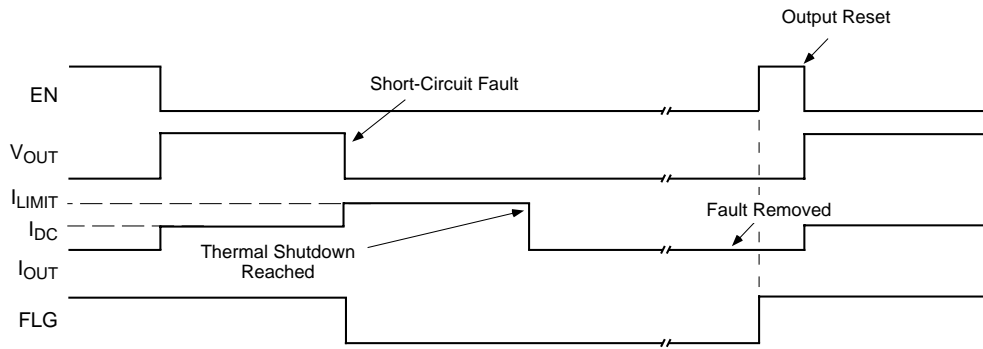 Output Reset
EN
Short-Circuit Fault
VOUT
ILIMIT
IDC
Fault Removed
Thermal Shutdown
Reached
IOUT
FLG